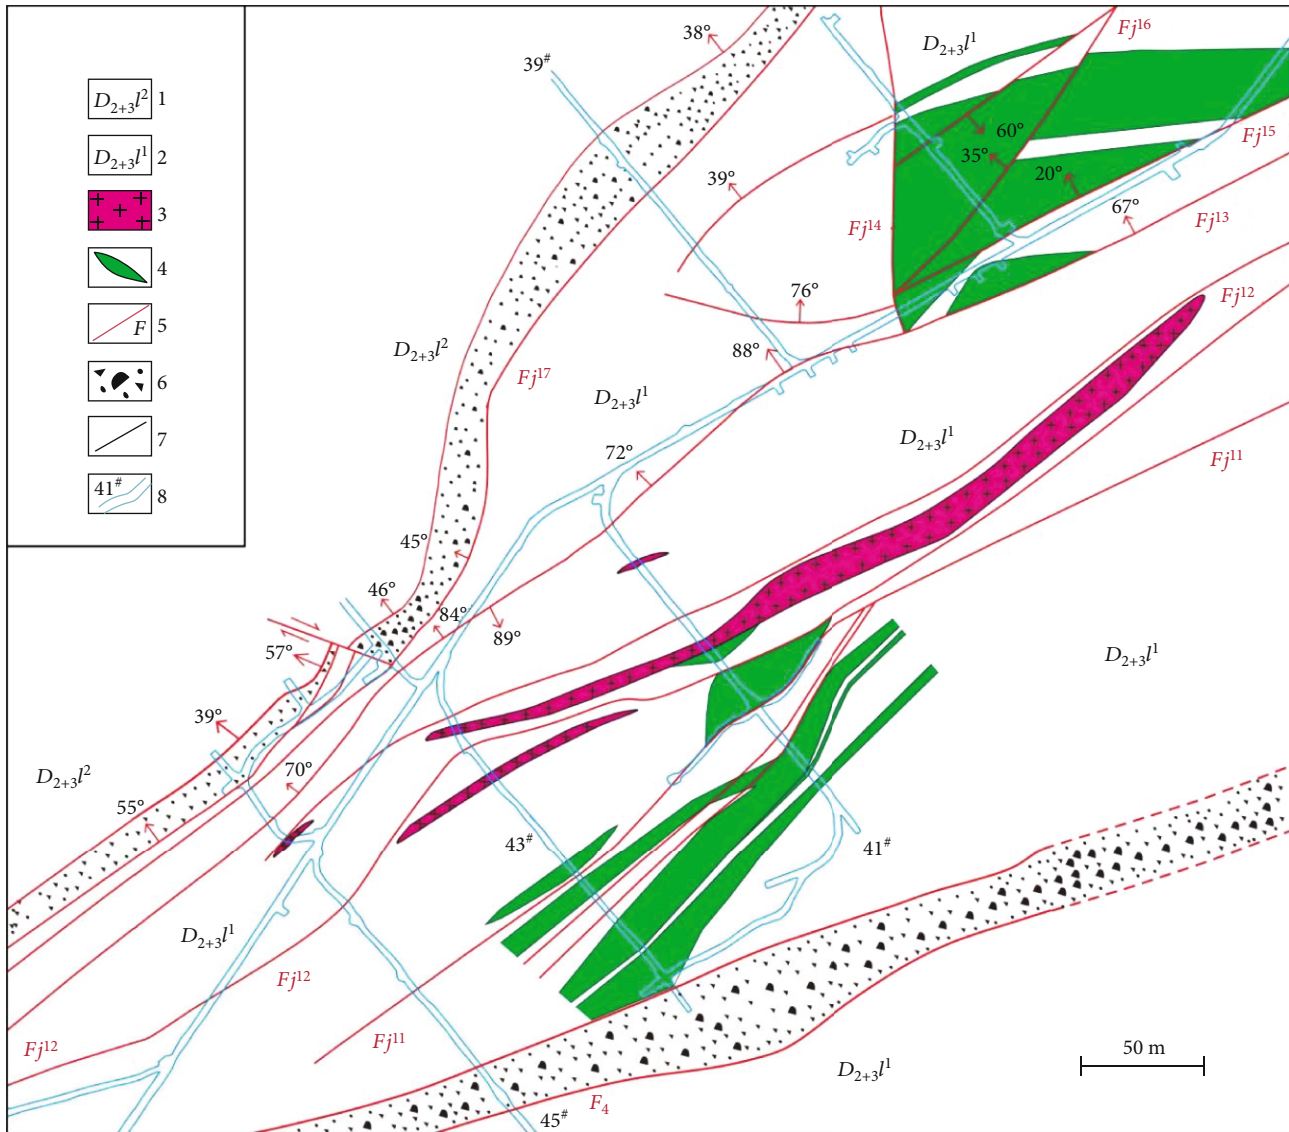 D₂₊₃l² 1
D₂₊₃l¹ 2
3
4
F 5
6
7
41# 8
38°
39#
D₂₊₃l¹
Fj¹⁶
60°
35°
20°
Fj¹⁵
39°
67°
Fj¹⁴
Fj¹³
76°
Fj¹²
88°
D₂₊₃l²
Fj¹⁷
D₂₊₃l¹
D₂₊₃l¹
72°
Fj¹¹
45°
46°
84°
89°
57°
D₂₊₃l¹
39°
D₂₊₃l²
70°
55°
43#
41#
D₂₊₃l¹
Fj¹²
Fj¹²
Fj¹¹
50 m
D₂₊₃l¹
F₄
45#